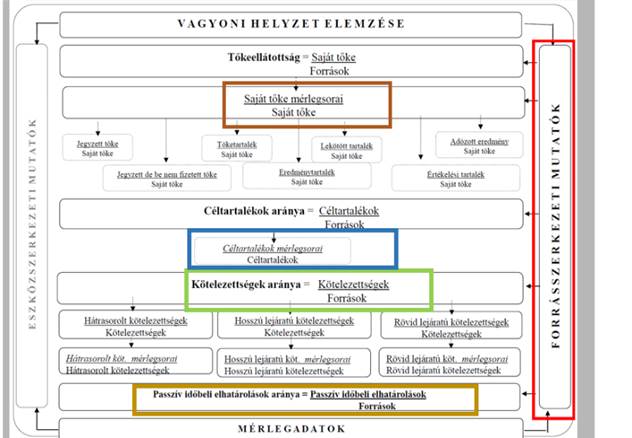 VAGYONI HELYZET ELEMZÉSE
ESZKÖZSZERKEZETI MUTATÓK
FORRÁSSZERKEZETI MUTATÓK
Tőkeellátottság = Saját tőke
Források
Saját tőke mérlegsorai
Saját tőke
Jegyzett tőke
Saját tőke
Tőketartalék
Saját tőke
Lekötött tartalék
Saját tőke
Adózott eredmény
Saját tőke
Jegyzett de be nem fizetett tőke
Saját tőke
Eredménytartalék
Saját tőke
Értékelési tartalék
Saját tőke
Céltartalékok aránya = Céltartalékok
Források
Céltartalékok mérlegsorai
Céltartalékok
Kötelezettségek aránya = Kötelezettségek
Források
Hátrasorolt kötelezettségek
Kötelezettségek
Hosszú lejáratú kötelezettségek
Kötelezettségek
Rövid lejáratú kötelezettségek
Kötelezettségek
Hátrasorolt köt. mérlegsorai
Hátrasorolt kötelezettségek
Hosszú lejáratú köt. mérlegsorai
Hosszú lejáratú kötelezettségek
Rövid lejáratú köt. mérlegsorai
Rövid lejáratú kötelezettségek
Passzív időbeli elhatárolások aránya = Passzív időbeli elhatárolások
Források
MÉRLEGADATOK